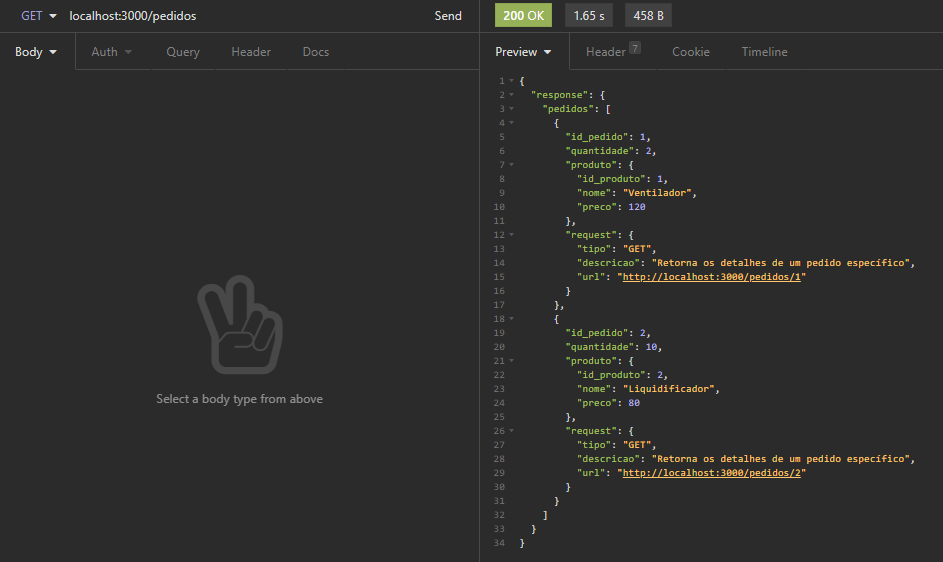 GET localhost:3000/pedidos Send
200 OK 1.65 s 458 B
Body Auth Query Header Docs
Preview Header 7 Cookie Timeline
Select a body type from above
1 {
2 "response": {
3 "pedidos": [
4 {
5 "id_pedido": 1,
6 "quantidade": 2,
7 "produto": {
8 "id_produto": 1,
9 "nome": "Ventilador",
10 "preco": 120
11 },
12 "request": {
13 "tipo": "GET",
14 "descricao": "Retorna os detalhes de um pedido específico",
15 "url": "http://localhost:3000/pedidos/1"
16 }
17 },
18 {
19 "id_pedido": 2,
20 "quantidade": 10,
21 "produto": {
22 "id_produto": 2,
23 "nome": "Liquidificador",
24 "preco": 80
25 },
26 "request": {
27 "tipo": "GET",
28 "descricao": "Retorna os detalhes de um pedido específico",
29 "url": "http://localhost:3000/pedidos/2"
30 }
31 }
32 ]
33 }
34 }